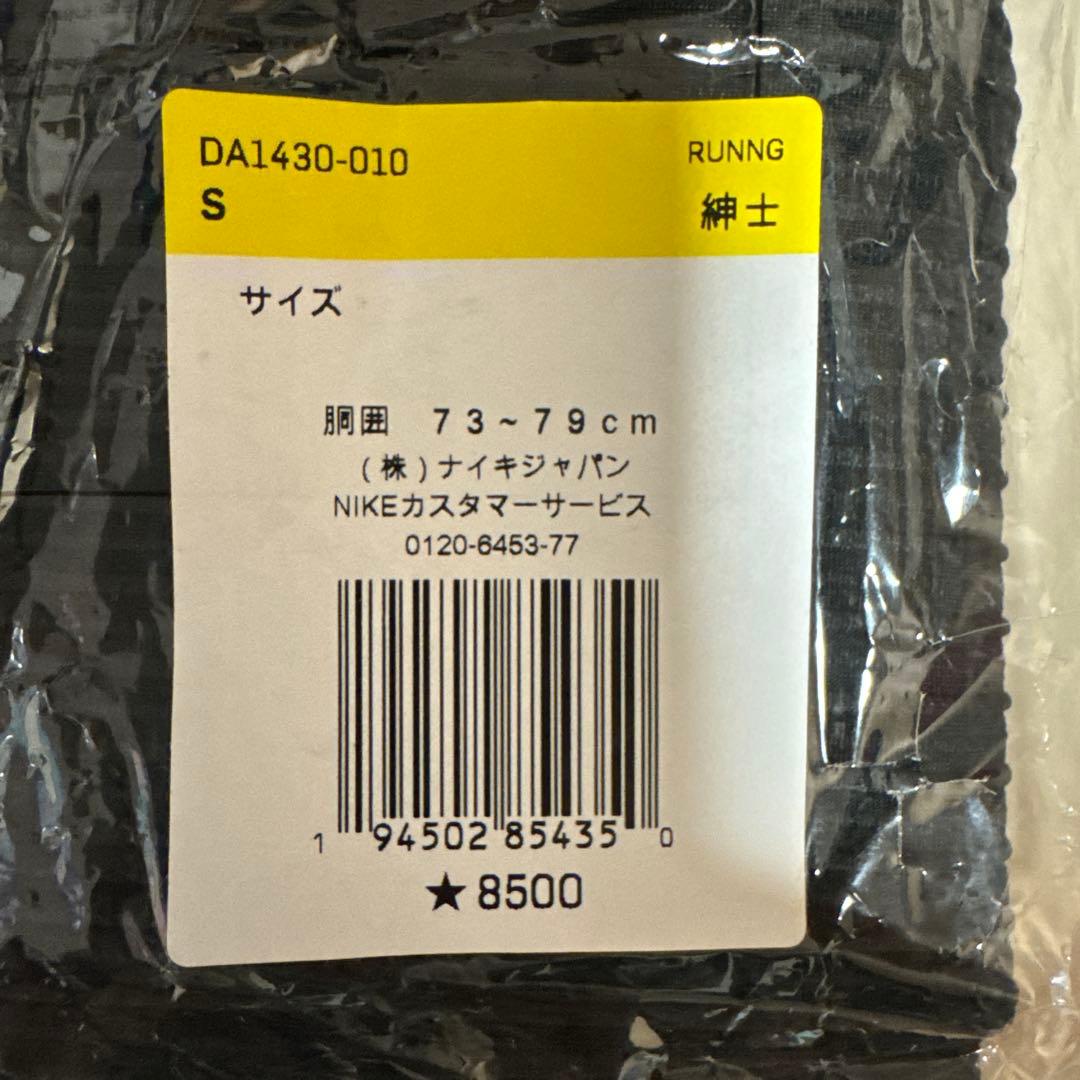 DA1430-010
RUNNG
S
紳士
サイズ
胴囲 73~79cm
(株)ナイキジャパン
NIKEカスタマーサービス
0120-6453-77
1 94502 85435 0
★8500